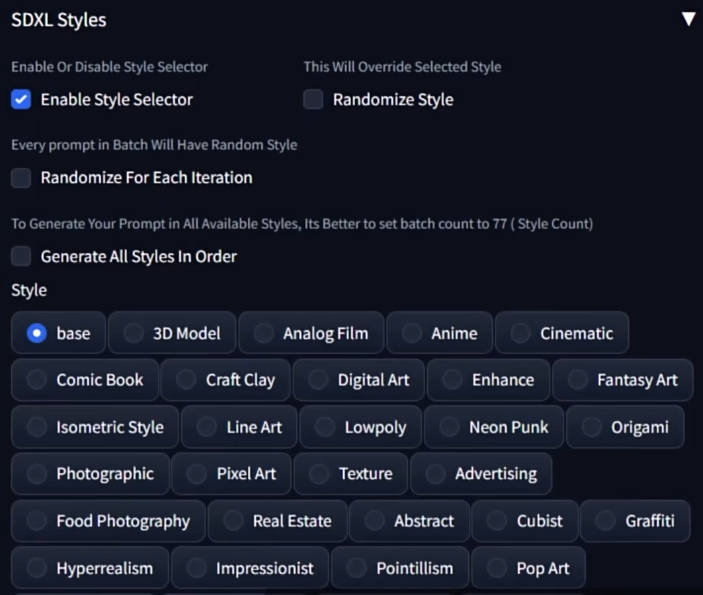 SDXL Styles ▼
Enable Or Disable Style Selector This Will Override Selected Style
Enable Style Selector Randomize Style
Every prompt in Batch Will Have Random Style
Randomize For Each Iteration
To Generate Your Prompt in All Available Styles, Its Better to set batch count to 77 ( Style Count)
Generate All Styles In Order
Style
base 3D Model Analog Film Anime Cinematic
Comic Book Craft Clay Digital Art Enhance Fantasy Art
Isometric Style Line Art Lowpoly Neon Punk Origami
Photographic Pixel Art Texture Advertising
Food Photography Real Estate Abstract Cubist Graffiti
Hyperrealism Impressionist Pointillism Pop Art